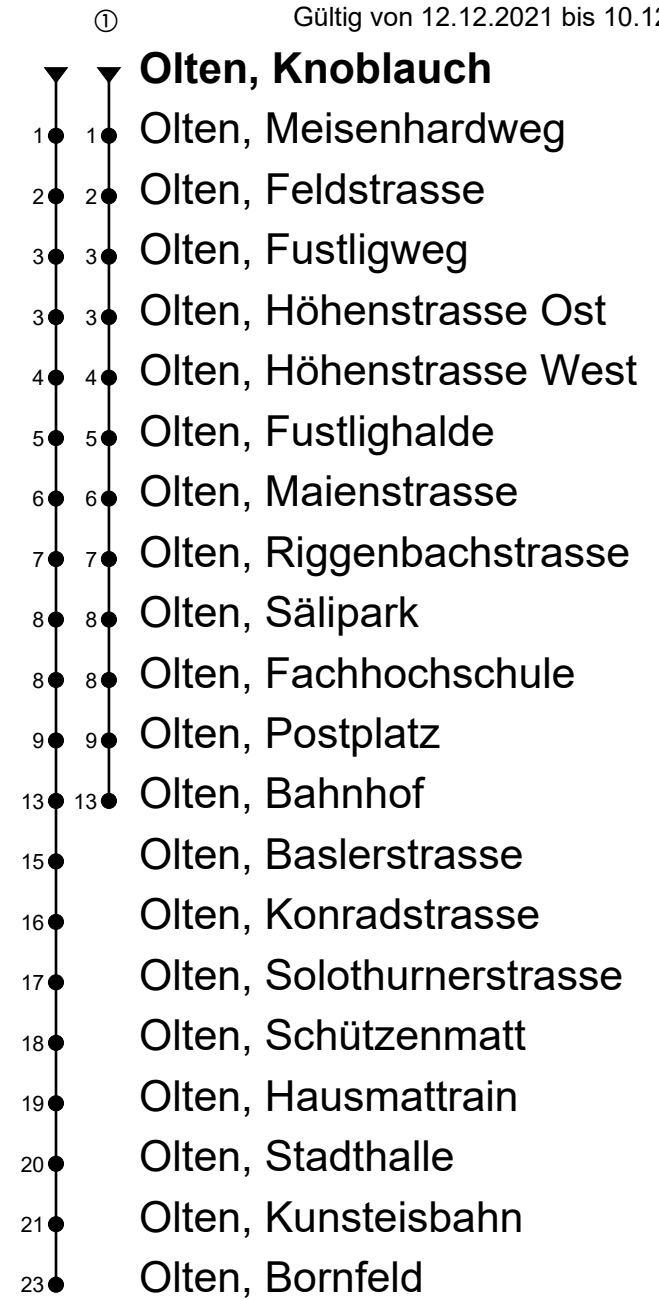 ① Gültig von 12.12.2021 bis 10.12
Olten, Knoblauch
1 1 Olten, Meisenhardweg
2 2 Olten, Feldstrasse
3 3 Olten, Fustligweg
3 3 Olten, Höhenstrasse Ost
4 4 Olten, Höhenstrasse West
5 5 Olten, Fustlighalde
6 6 Olten, Maienstrasse
7 7 Olten, Riggenbachstrasse
8 8 Olten, Sälipark
8 8 Olten, Fachhochschule
9 9 Olten, Postplatz
13 13 Olten, Bahnhof
15 Olten, Baslerstrasse
16 Olten, Konradstrasse
17 Olten, Solothurnerstrasse
18 Olten, Schützenmatt
19 Olten, Hausmattrain
20 Olten, Stadthalle
21 Olten, Kunsteisbahn
23 Olten, Bornfeld